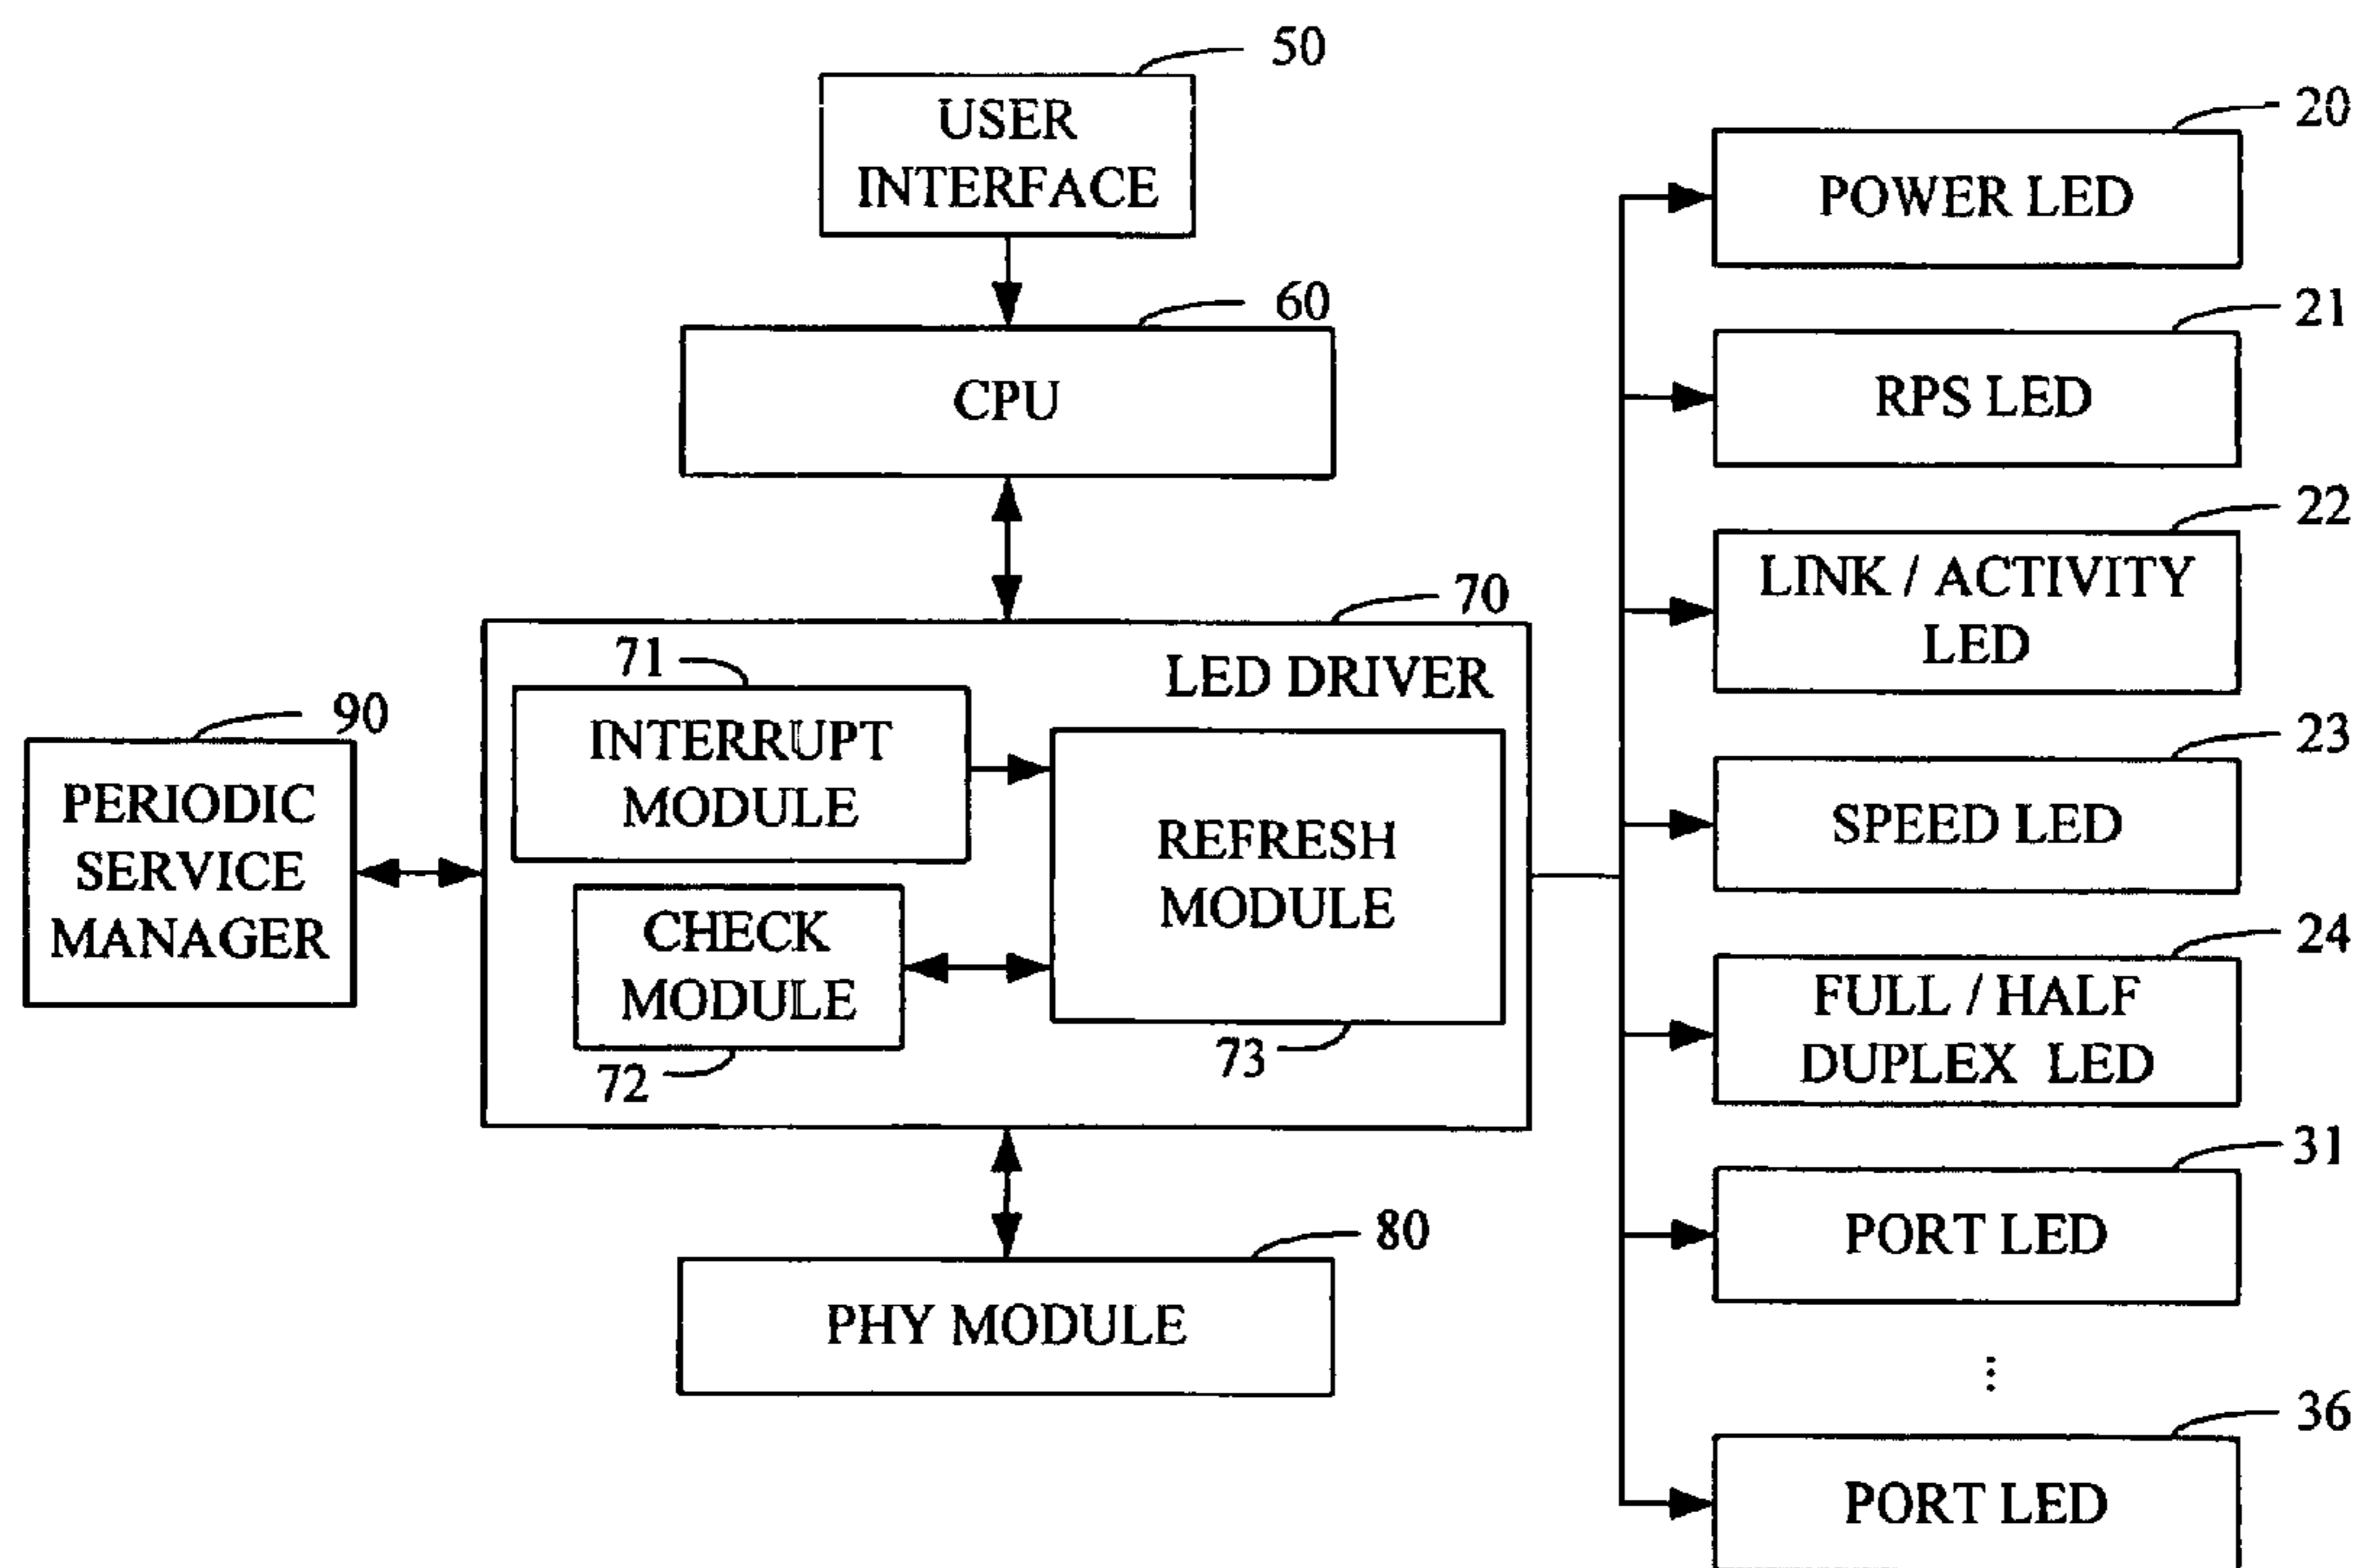 50
USER
INTERFACE
60
CPU
70
LED DRIVER
71
INTERRUPT
MODULE
CHECK
MODULE
72
REFRESH
MODULE
73
90
PERIODIC
SERVICE
MANAGER
80
PHY MODULE
20
POWER LED
21
RPS LED
22
LINK / ACTIVITY
LED
23
SPEED LED
24
FULL / HALF
DUPLEX LED
31
PORT LED
⋮
36
PORT LED